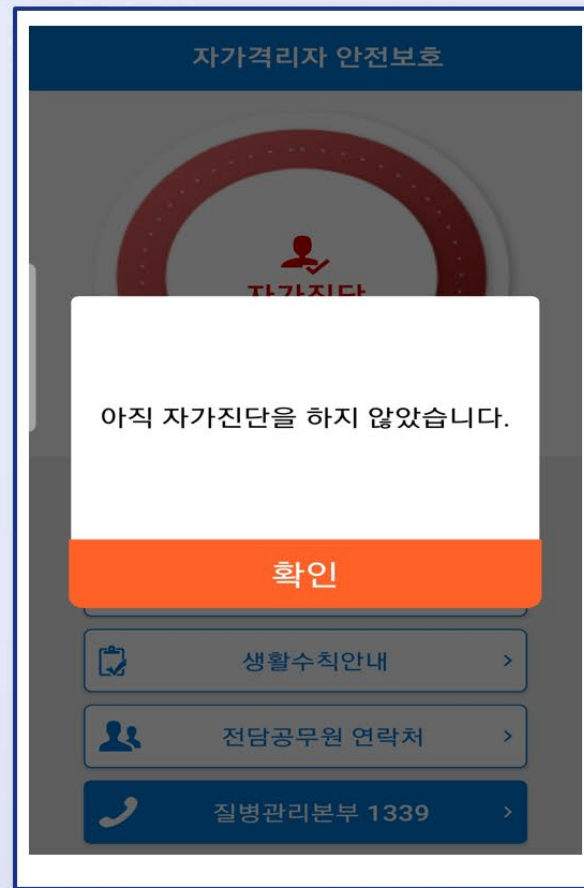 자가격리자 안전보호
자가진단
아직 자가진단을 하지 않았습니다.
확인
생활수칙안내
전담공무원 연락처
질병관리본부 1339